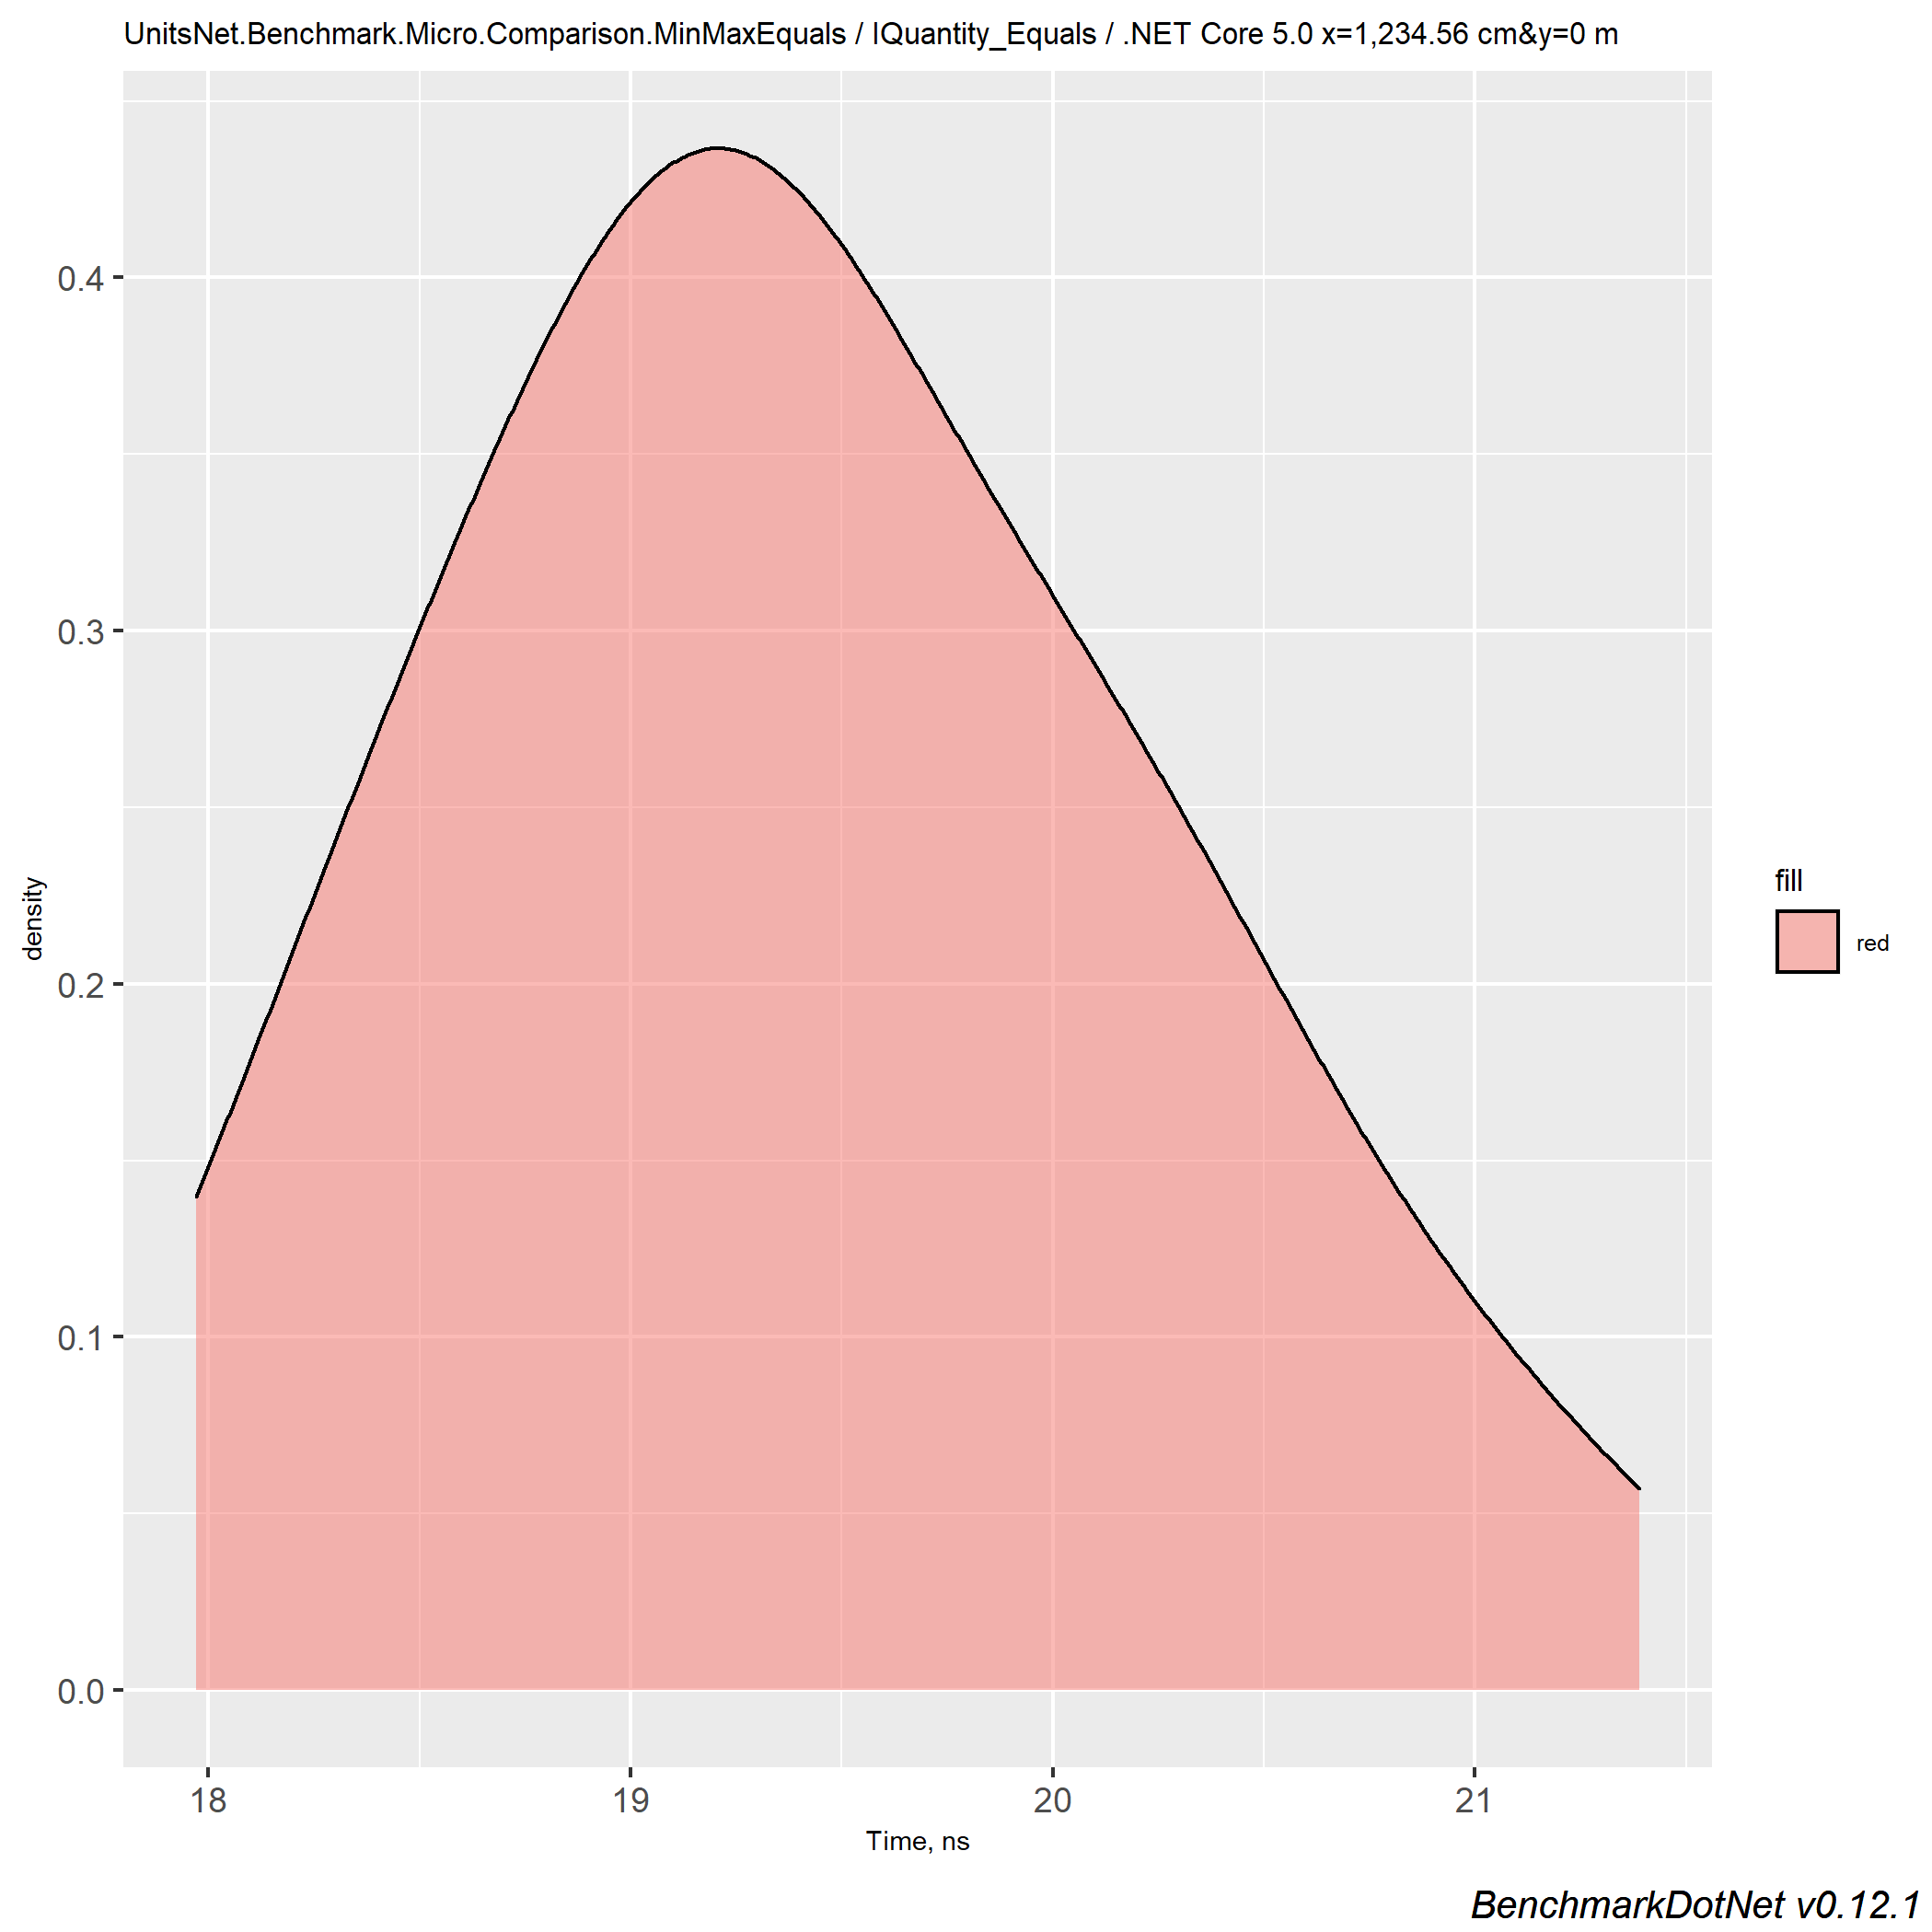 UnitsNet.Benchmark.Micro.Comparison.MinMaxEquals / IQuantity_Equals / .NET Core 5.0 x=1,234.56 cm&y=0 m
0.4
0.3
0.2
0.1
0.0
density
18 19 20 21
Time, ns
fill
red
BenchmarkDotNet v0.12.1